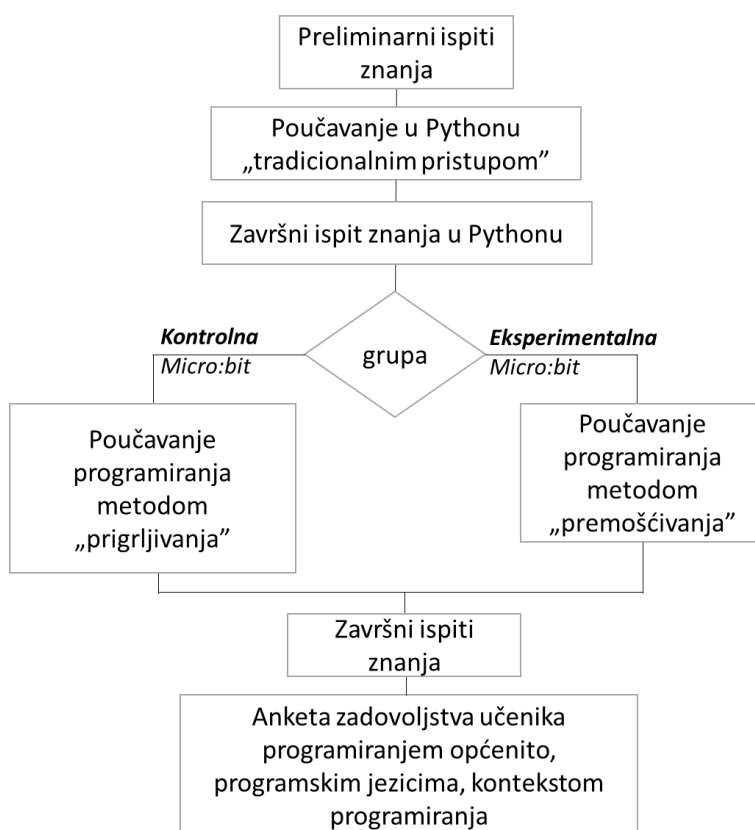 Preliminarni ispiti
znanja
Poučavanje u Pythonu
„tradicionalnim pristupom”
Završni ispit znanja u Pythonu
Kontrolna
Micro:bit
grupa
Eksperimentalna
Micro:bit
Poučavanje
programiranja
metodom
„prigrljivanja”
Poučavanje
programiranja
metodom
„premošćivanja”
Završni ispiti
znanja
Anketa zadovoljstva učenika
programiranjem općenito,
programskim jezicima, kontekstom
programiranja